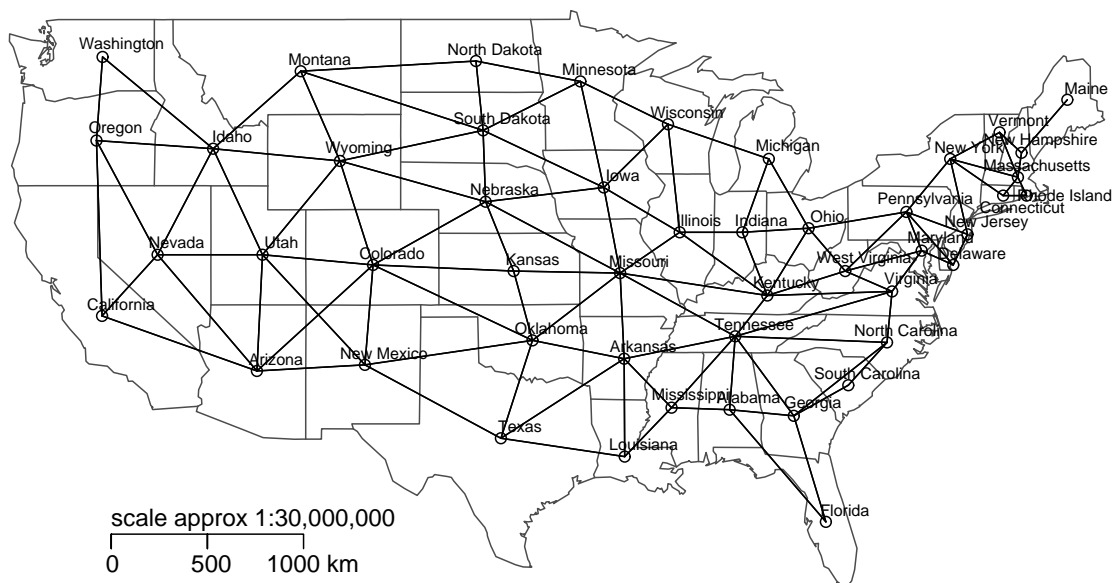 Washington
Montana
North Dakota
Minnesota
Maine
Oregon
Idaho
Wyoming
South Dakota
Wisconsin
Michigan
Vermont
New Hampshire
New York
Massachusetts
Nebraska
Iowa
Pennsylvania
Rhode Island
Connecticut
Nevada
Utah
Colorado
Kansas
Missouri
Illinois
Indiana
Ohio
West Virginia
Maryland
New Jersey
Delaware
California
Kentucky
Virginia
Arizona
New Mexico
Oklahoma
Arkansas
Tennessee
North Carolina
South Carolina
Mississippi
Alabama
Georgia
Texas
Louisiana
Florida
scale approx 1:30,000,000
0 500 1000 km